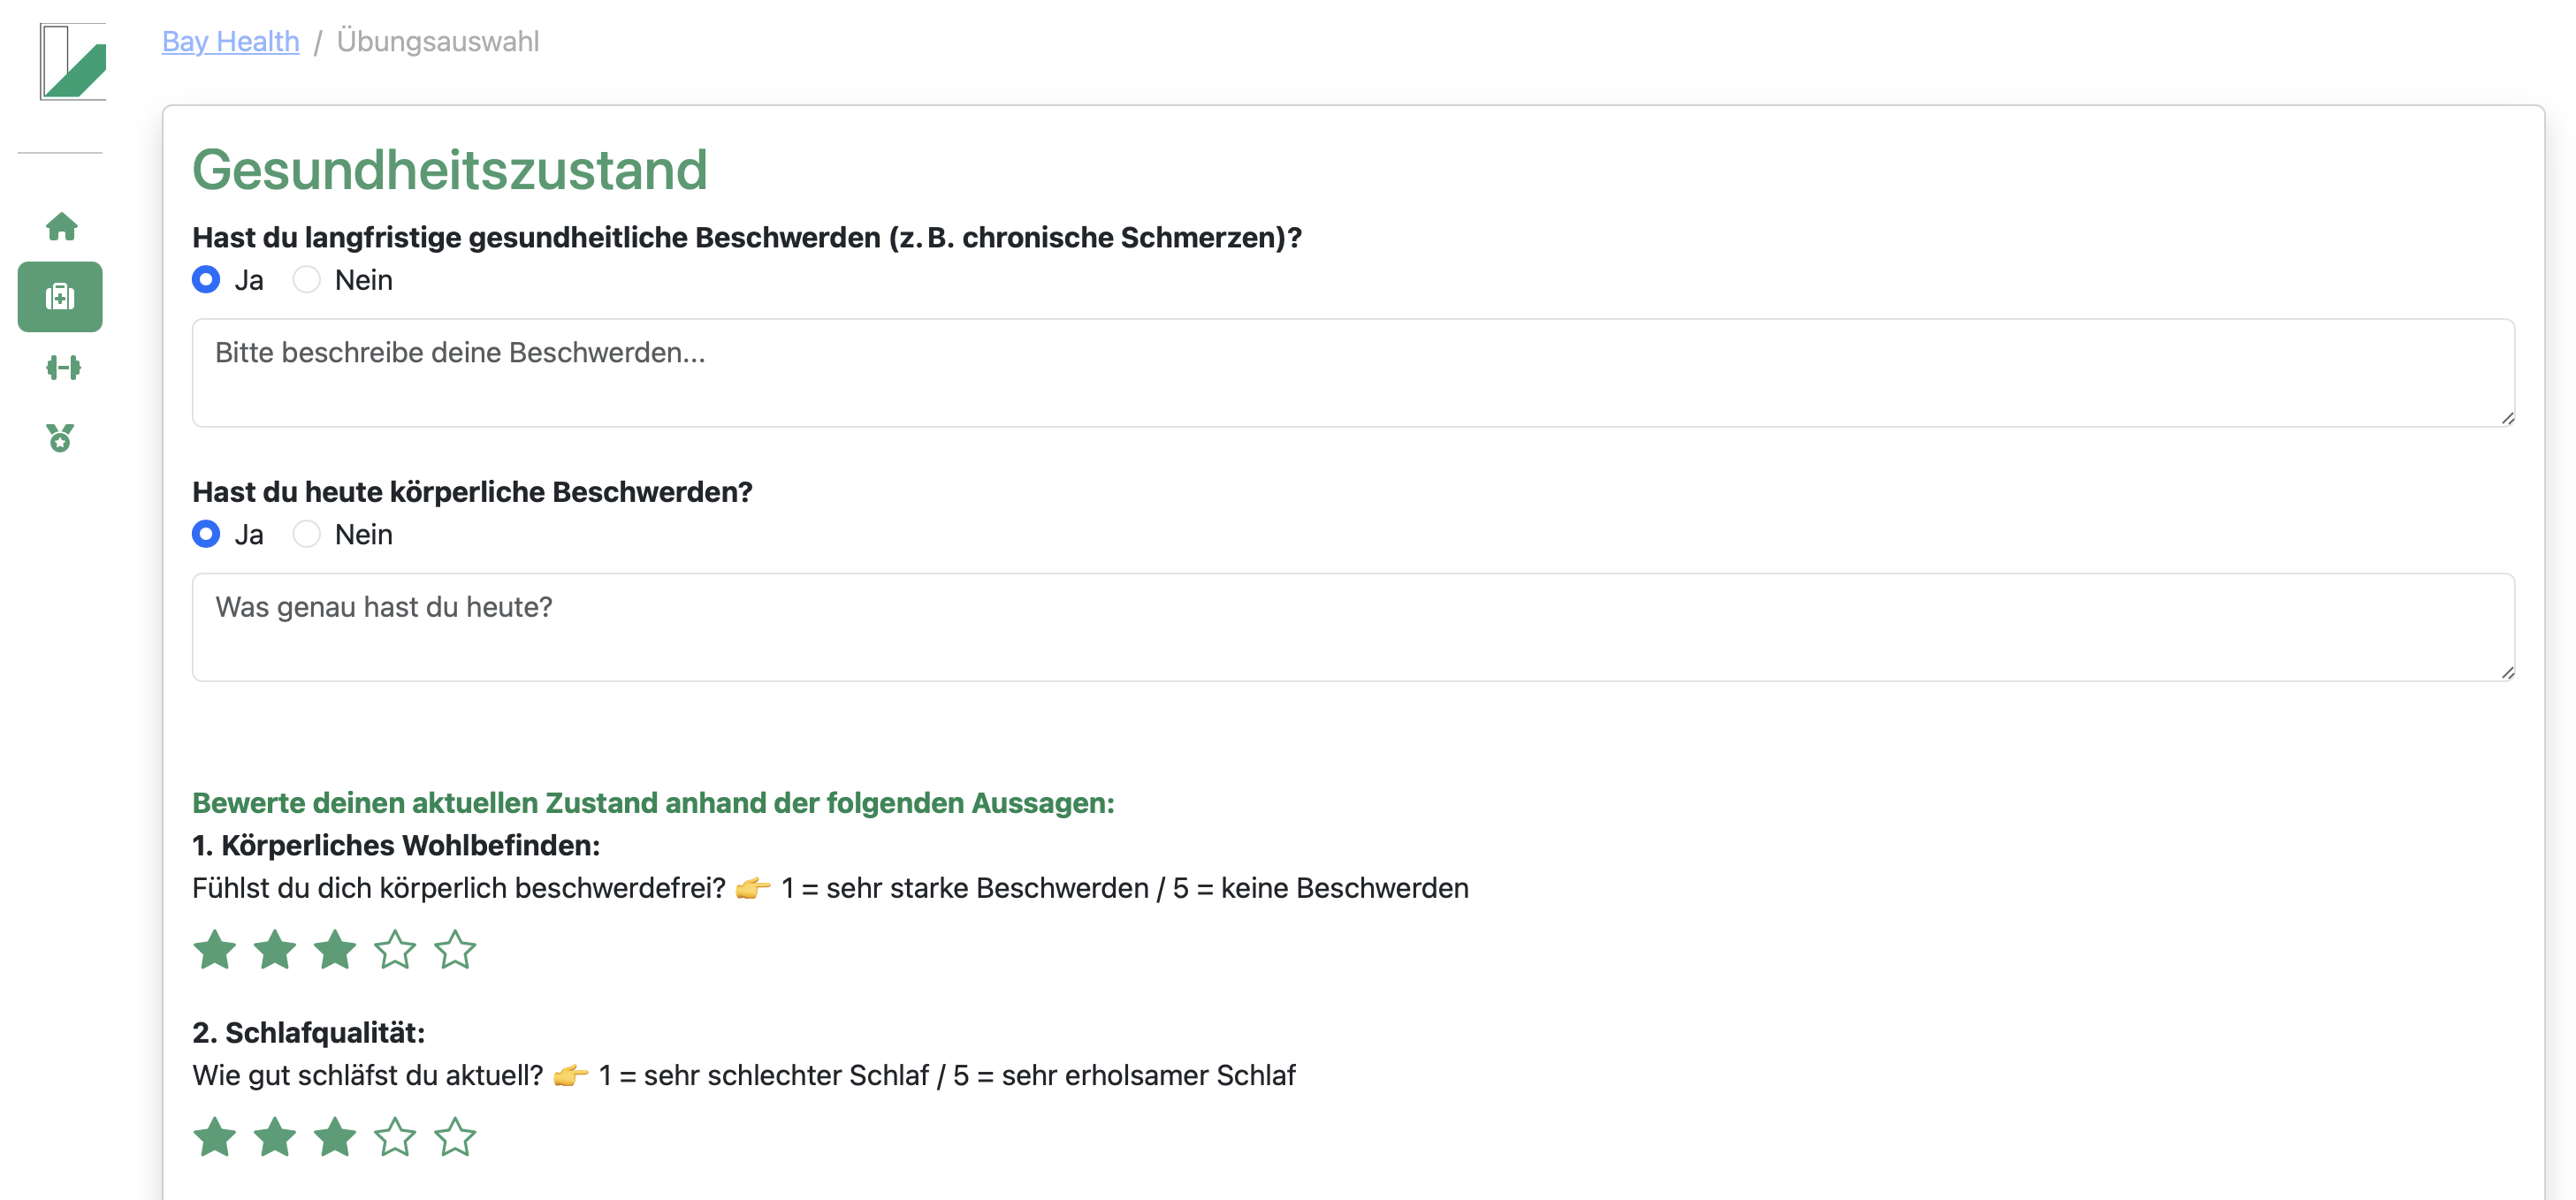 Bay Health / Übungsauswahl
Gesundheitszustand
Hast du langfristige gesundheitliche Beschwerden (z. B. chronische Schmerzen)?
Ja Nein
Bitte beschreibe deine Beschwerden...
Hast du heute körperliche Beschwerden?
Ja Nein
Was genau hast du heute?
Bewerte deinen aktuellen Zustand anhand der folgenden Aussagen:
1. Körperliches Wohlbefinden:
Fühlst du dich körperlich beschwerdefrei? 👉 1 = sehr starke Beschwerden / 5 = keine Beschwerden
2. Schlafqualität:
Wie gut schläfst du aktuell? 👉 1 = sehr schlechter Schlaf / 5 = sehr erholsamer Schlaf